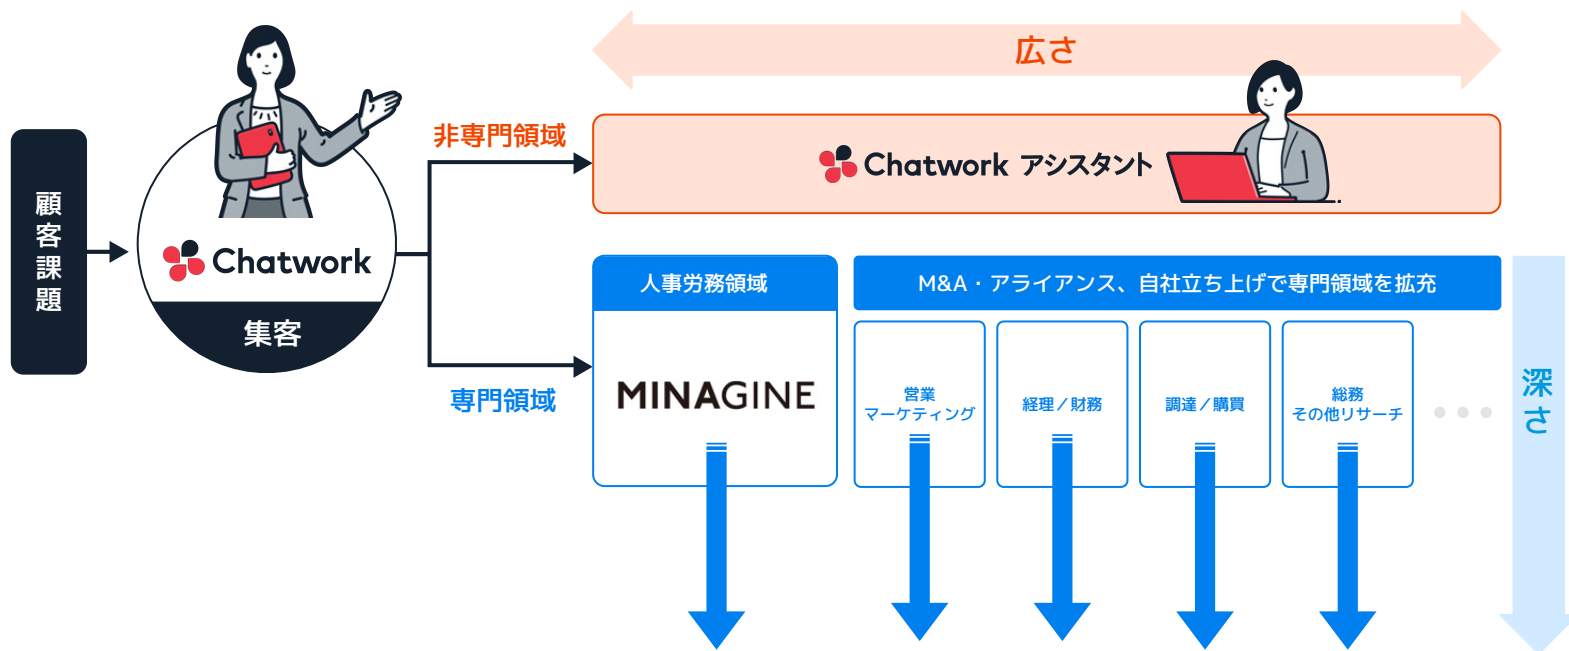 広さ
非専門領域
Chatwork アシスタント
顧客課題
Chatwork
集客
人事労務領域
M&A・アライアンス、自社立ち上げで専門領域を拡充
専門領域
MINAGINE
営業
マーケティング
経理／財務
調達／購買
総務
その他リサーチ
深さ